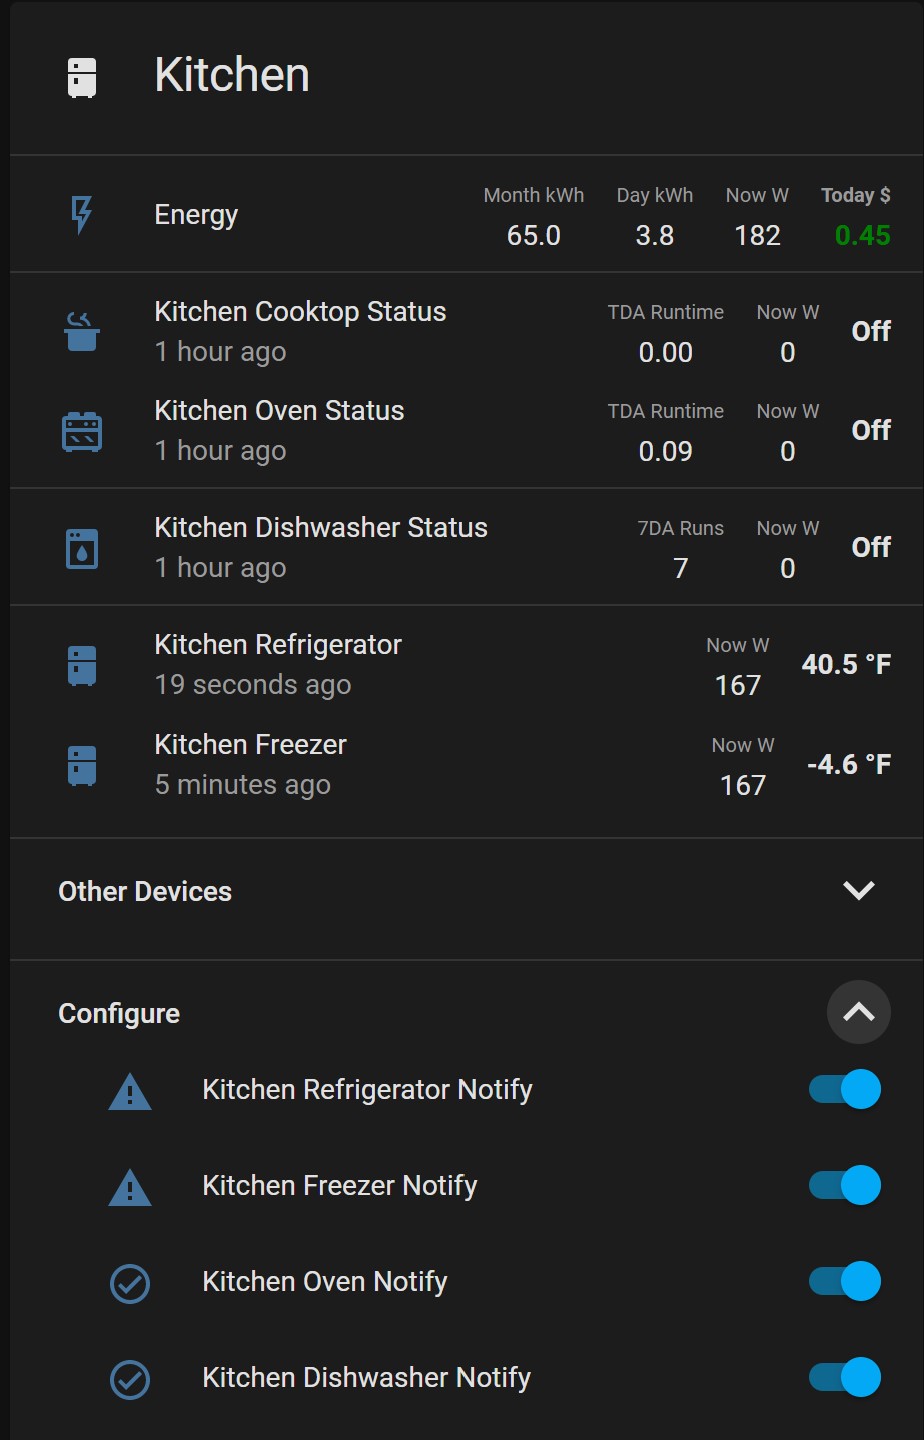 Kitchen
Energy
Month kWh Day kWh Now W Today $
65.0 3.8 182 0.45
Kitchen Cooktop Status
1 hour ago
TDA Runtime Now W
0.00 0
Off
Kitchen Oven Status
1 hour ago
TDA Runtime Now W
0.09 0
Off
Kitchen Dishwasher Status
1 hour ago
7DA Runs Now W
7 0
Off
Kitchen Refrigerator
19 seconds ago
Now W
167
40.5 °F
Kitchen Freezer
5 minutes ago
Now W
167
-4.6 °F
Other Devices
Configure
Kitchen Refrigerator Notify
Kitchen Freezer Notify
Kitchen Oven Notify
Kitchen Dishwasher Notify